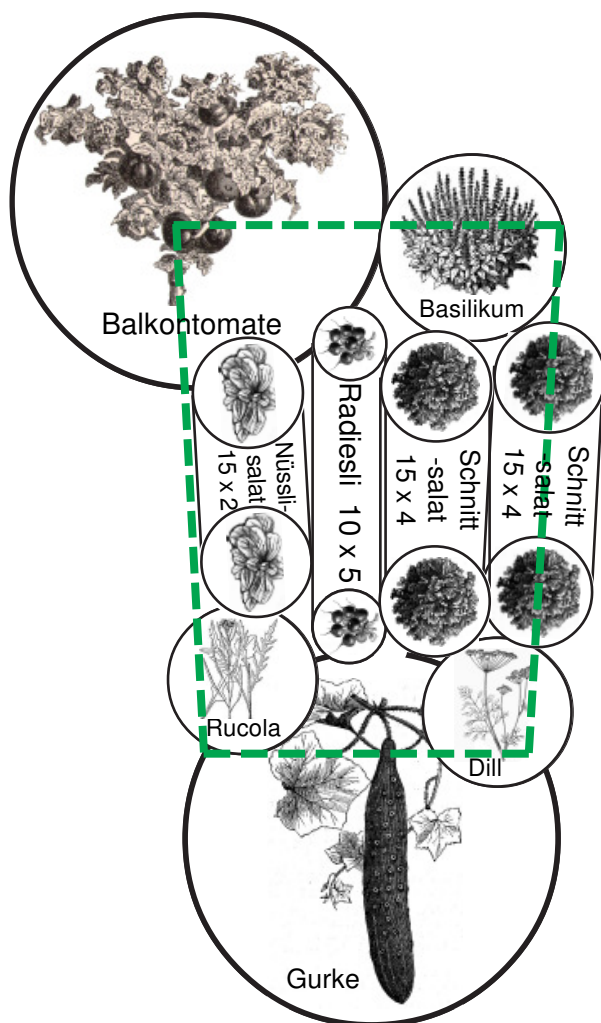 Basilikum
Balkontomate
Nüssli-
salat
15 x 2
Radiesli 10 x 5
Schnitt
-salat
15 x 4
Schnitt
-salat
15 x 4
Rucola
Dill
Gurke